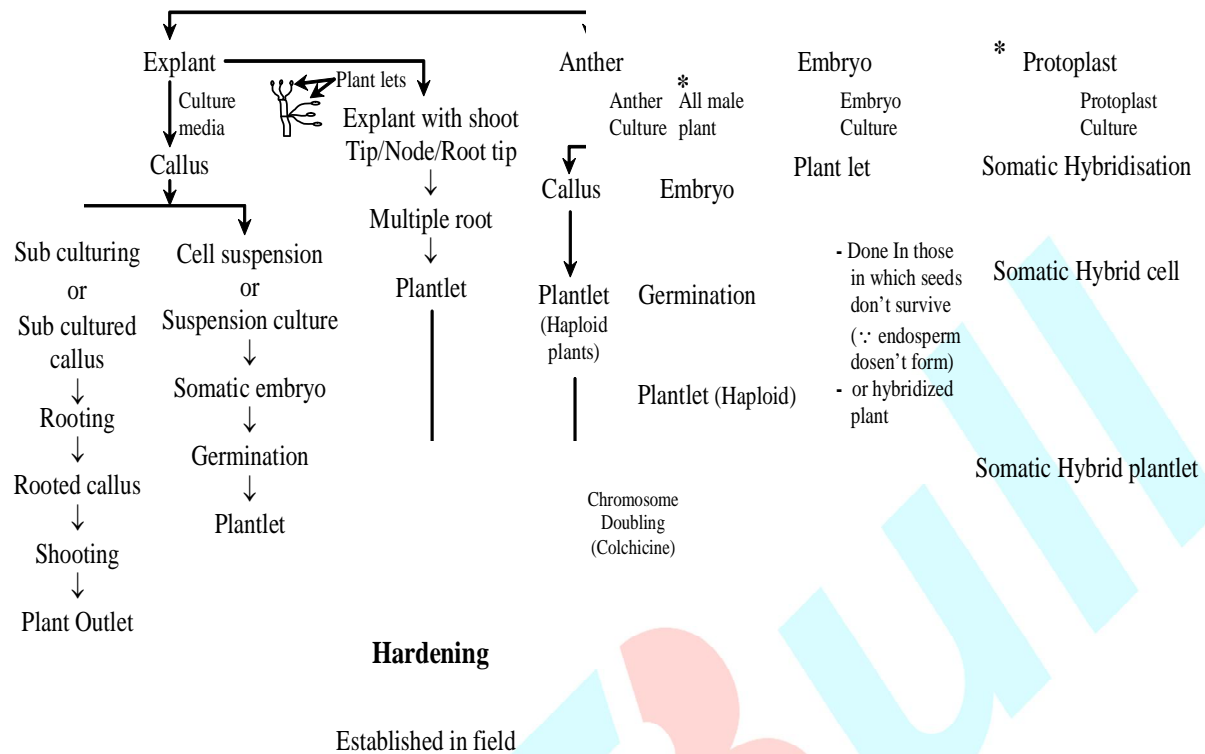 Explant
Culture
media
Callus
Sub culturing
or
Sub cultured
callus
Rooting
Rooted callus
Shooting
Plant Outlet
Cell suspension
or
Suspension culture
Somatic embryo
Germination
Plantlet
Plant lets
Explant with shoot
Tip/Node/Root tip
Multiple root
Plantlet
Anther
Anther
Culture
* All male
plant
Callus
Plantlet
(Haploid
plants)
Embryo
Germination
Plantlet (Haploid)
Chromosome
Doubling
(Colchicine)
Embryo
Embryo
Culture
Plant let
- Done In those
in which seeds
don't survive
(∵ endosperm
dosen't form)
- or hybridized
plant
* Protoplast
Protoplast
Culture
Somatic Hybridisation
Somatic Hybrid cell
Somatic Hybrid plantlet
Hardening
Established in field
Bull